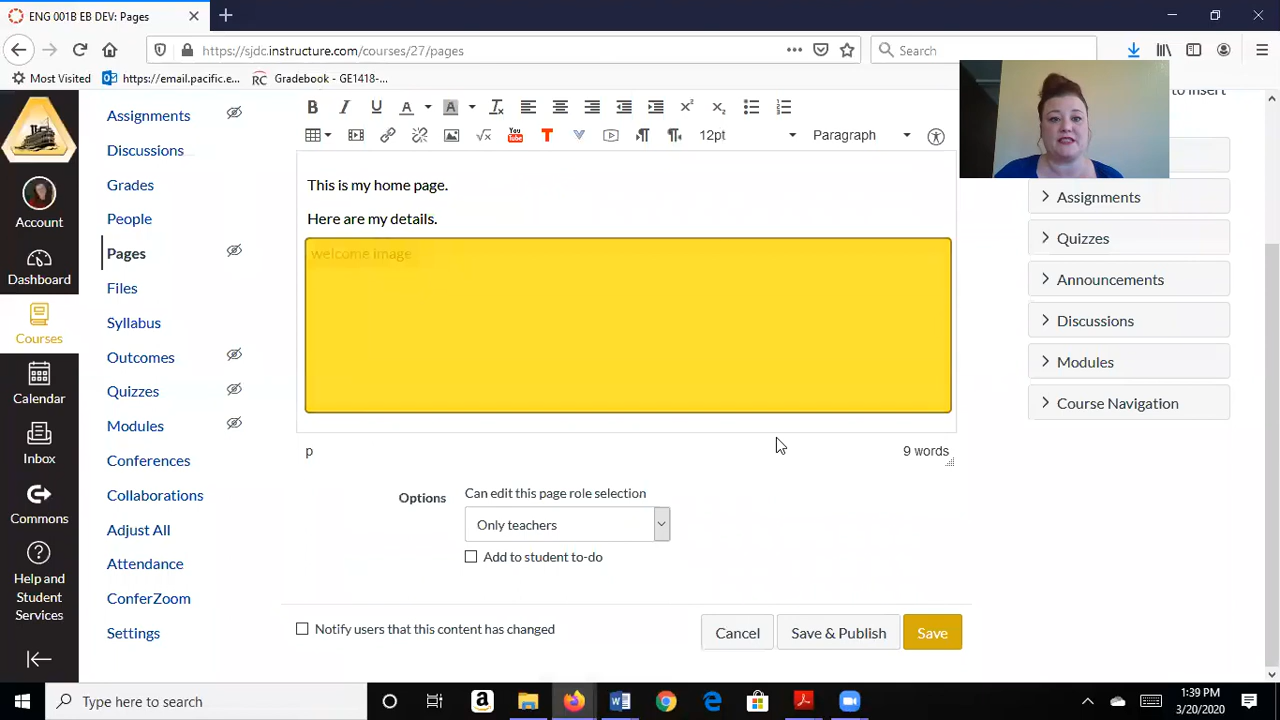 ENG 001B EB DEV: Pages
https://sjdc.instructure.com/courses/27/pages
Search
Most Visited
https://email.pacific.e...
Gradebook - GE1418-...
Account
Dashboard
Courses
Calendar
Inbox
Commons
Help and
Student
Services
Assignments
Discussions
Grades
People
Pages
Files
Syllabus
Outcomes
Quizzes
Modules
Conferences
Collaborations
Adjust All
Attendance
ConferZoom
Settings
B I U A A
YouTube T V 12pt Paragraph
This is my home page.
Here are my details.
welcome image
p
9 words
Options
Can edit this page role selection
Only teachers
Add to student to-do
Notify users that this content has changed
Cancel
Save & Publish
Save
to insert
Assignments
Quizzes
Announcements
Discussions
Modules
Course Navigation
Type here to search
1:39 PM
3/20/2020